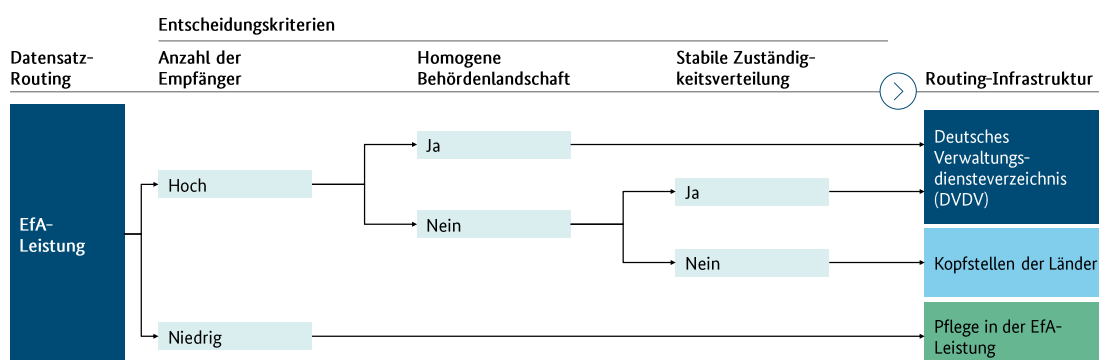 Entscheidungskriterien
Datensatz-
Routing
Anzahl der
Empfänger
Homogene
Behördenlandschaft
Stabile Zuständig-
keitsverteilung
Routing-Infrastruktur
EfA-
Leistung
Hoch
Niedrig
Ja
Nein
Ja
Nein
Deutsches
Verwaltungs-
diensteverzeichnis
(DVDV)
Kopfstellen der Länder
Pflege in der EfA-
Leistung